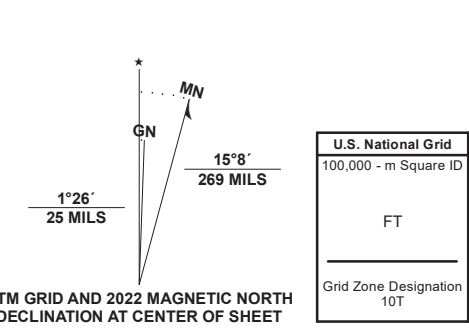 ★
MN
GN
15°8´
269 MILS
1°26´
25 MILS
TM GRID AND 2022 MAGNETIC NORTH
DECLINATION AT CENTER OF SHEET
U.S. National Grid
100,000 - m Square ID
FT
Grid Zone Designation
10T